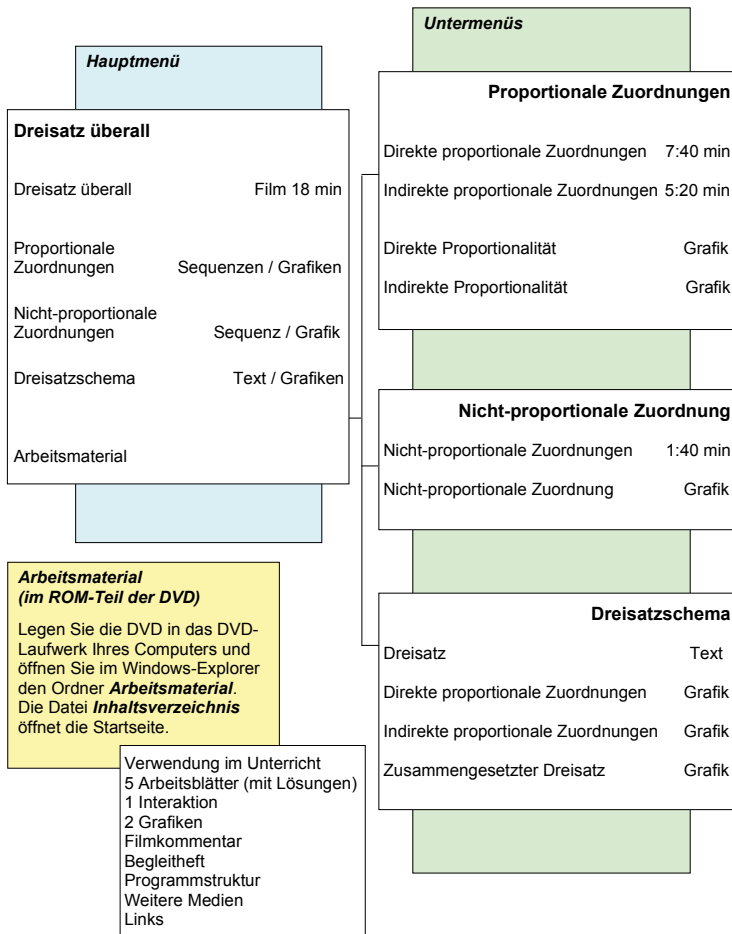 Hauptmenü
Dreisatz überall
Dreisatz überall Film 18 min
Proportionale
Zuordnungen Sequenzen / Grafiken
Nicht-proportionale
Zuordnungen Sequenz / Grafik
Dreisatzschema Text / Grafiken
Arbeitsmaterial
Untermenüs
Proportionale Zuordnungen
Direkte proportionale Zuordnungen 7:40 min
Indirekte proportionale Zuordnungen 5:20 min
Direkte Proportionalität Grafik
Indirekte Proportionalität Grafik
Nicht-proportionale Zuordnung
Nicht-proportionale Zuordnungen 1:40 min
Nicht-proportionale Zuordnung Grafik
Dreisatzschema
Dreisatz Text
Direkte proportionale Zuordnungen Grafik
Indirekte proportionale Zuordnungen Grafik
Zusammengesetzter Dreisatz Grafik
Arbeitsmaterial
(im ROM-Teil der DVD)
Legen Sie die DVD in das DVD-
Laufwerk Ihres Computers und
öffnen Sie im Windows-Explorer
den Ordner Arbeitsmaterial.
Die Datei Inhaltsverzeichnis
öffnet die Startseite.
Verwendung im Unterricht
5 Arbeitsblätter (mit Lösungen)
1 Interaktion
2 Grafiken
Filmkommentar
Begleitheft
Programmstruktur
Weitere Medien
Links